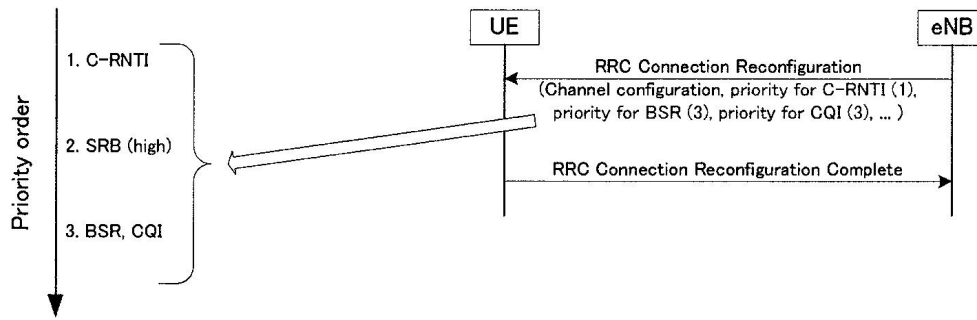 Priority order
1. C-RNTI
2. SRB (high)
3. BSR, CQI
UE
eNB
RRC Connection Reconfiguration
(Channel configuration, priority for C-RNTI (1),
priority for BSR (3), priority for CQI (3), ... )
RRC Connection Reconfiguration Complete